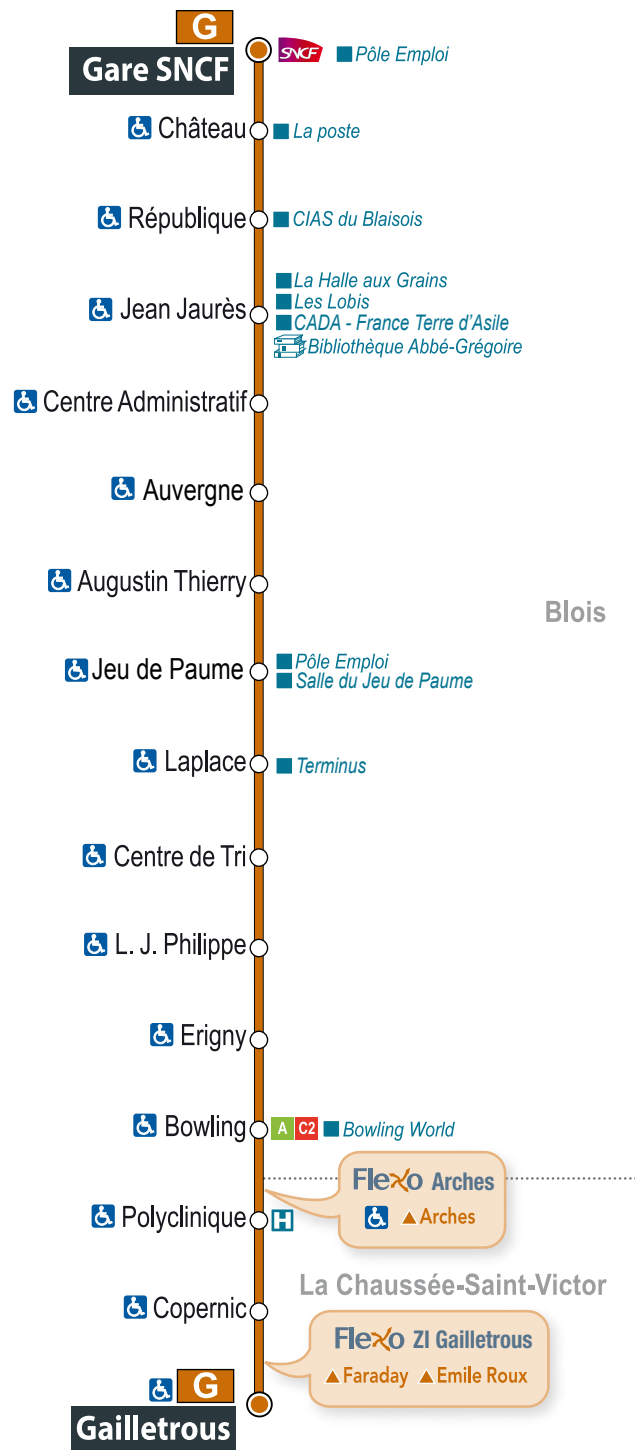 G
Gare SNCF
SNCF
Pôle Emploi
Château
La poste
République
CIAS du Blaisois
Jean Jaurès
La Halle aux Grains
Les Lobis
CADA - France Terre d'Asile
Bibliothèque Abbé-Grégoire
Centre Administratif
Auvergne
Augustin Thierry
Blois
Jeu de Paume
Pôle Emploi
Salle du Jeu de Paume
Laplace
Terminus
Centre de Tri
L. J. Philippe
Erigny
Bowling
A C2 Bowling World
Flexo Arches
Arches
Polyclinique
H
La Chaussée-Saint-Victor
Copernic
Flexo ZI Gailletrous
Faraday Emile Roux
G
Gailletrous